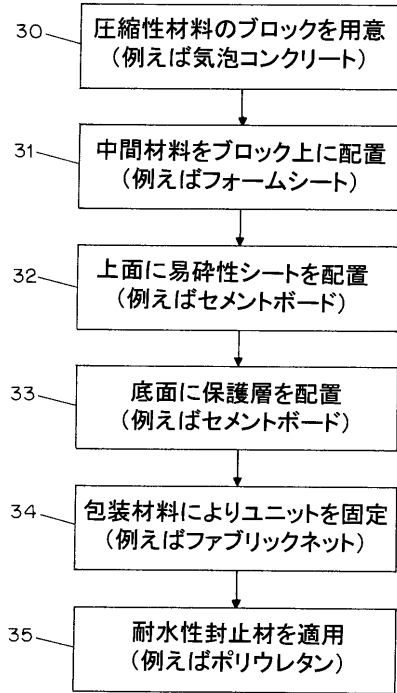 30
圧縮性材料のブロックを用意
(例えば気泡コンクリート)
31
中間材料をブロック上に配置
(例えばフォームシート)
32
上面に易砕性シートを配置
(例えばセメントボード)
33
底面に保護層を配置
(例えばセメントボード)
34
包装材料によりユニットを固定
(例えばファブリックネット)
35
耐水性封止材を適用
(例えばポリウレタン)